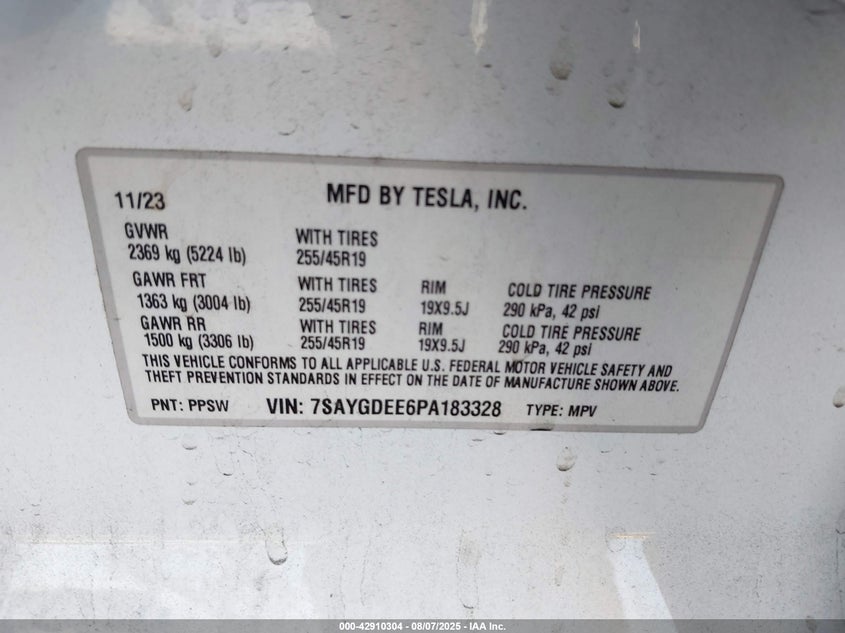 11/23 MFD BY TESLA, INC.
GVWR
2369 kg (5224 lb) WITH TIRES 255/45R19
GAWR FRT WITH TIRES RIM COLD TIRE PRESSURE
1363 kg (3004 lb) 255/45R19 19X9.5J 290 kPa, 42 psi
GAWR RR WITH TIRES RIM COLD TIRE PRESSURE
1500 kg (3306 lb) 255/45R19 19X9.5J 290 kPa, 42 psi
THIS VEHICLE CONFORMS TO ALL APPLICABLE U.S. FEDERAL MOTOR VEHICLE SAFETY AND
THEFT PREVENTION STANDARDS IN EFFECT ON THE DATE OF MANUFACTURE SHOWN ABOVE.
PNT: PPSW VIN: 7SAYGDEE6PA183328 TYPE: MPV
000-42910304 - 08/07/2025 - IAA Inc.